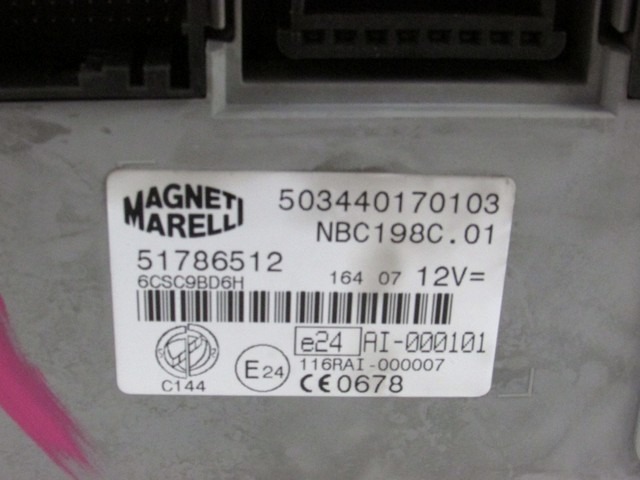 MAGNETI
MARELLI
503440170103
NBC198C.01
51786512
6CSC9BD6H
164 07 12V=
e24 AI-000101
116RAI-000007
C144
E24
CE0678